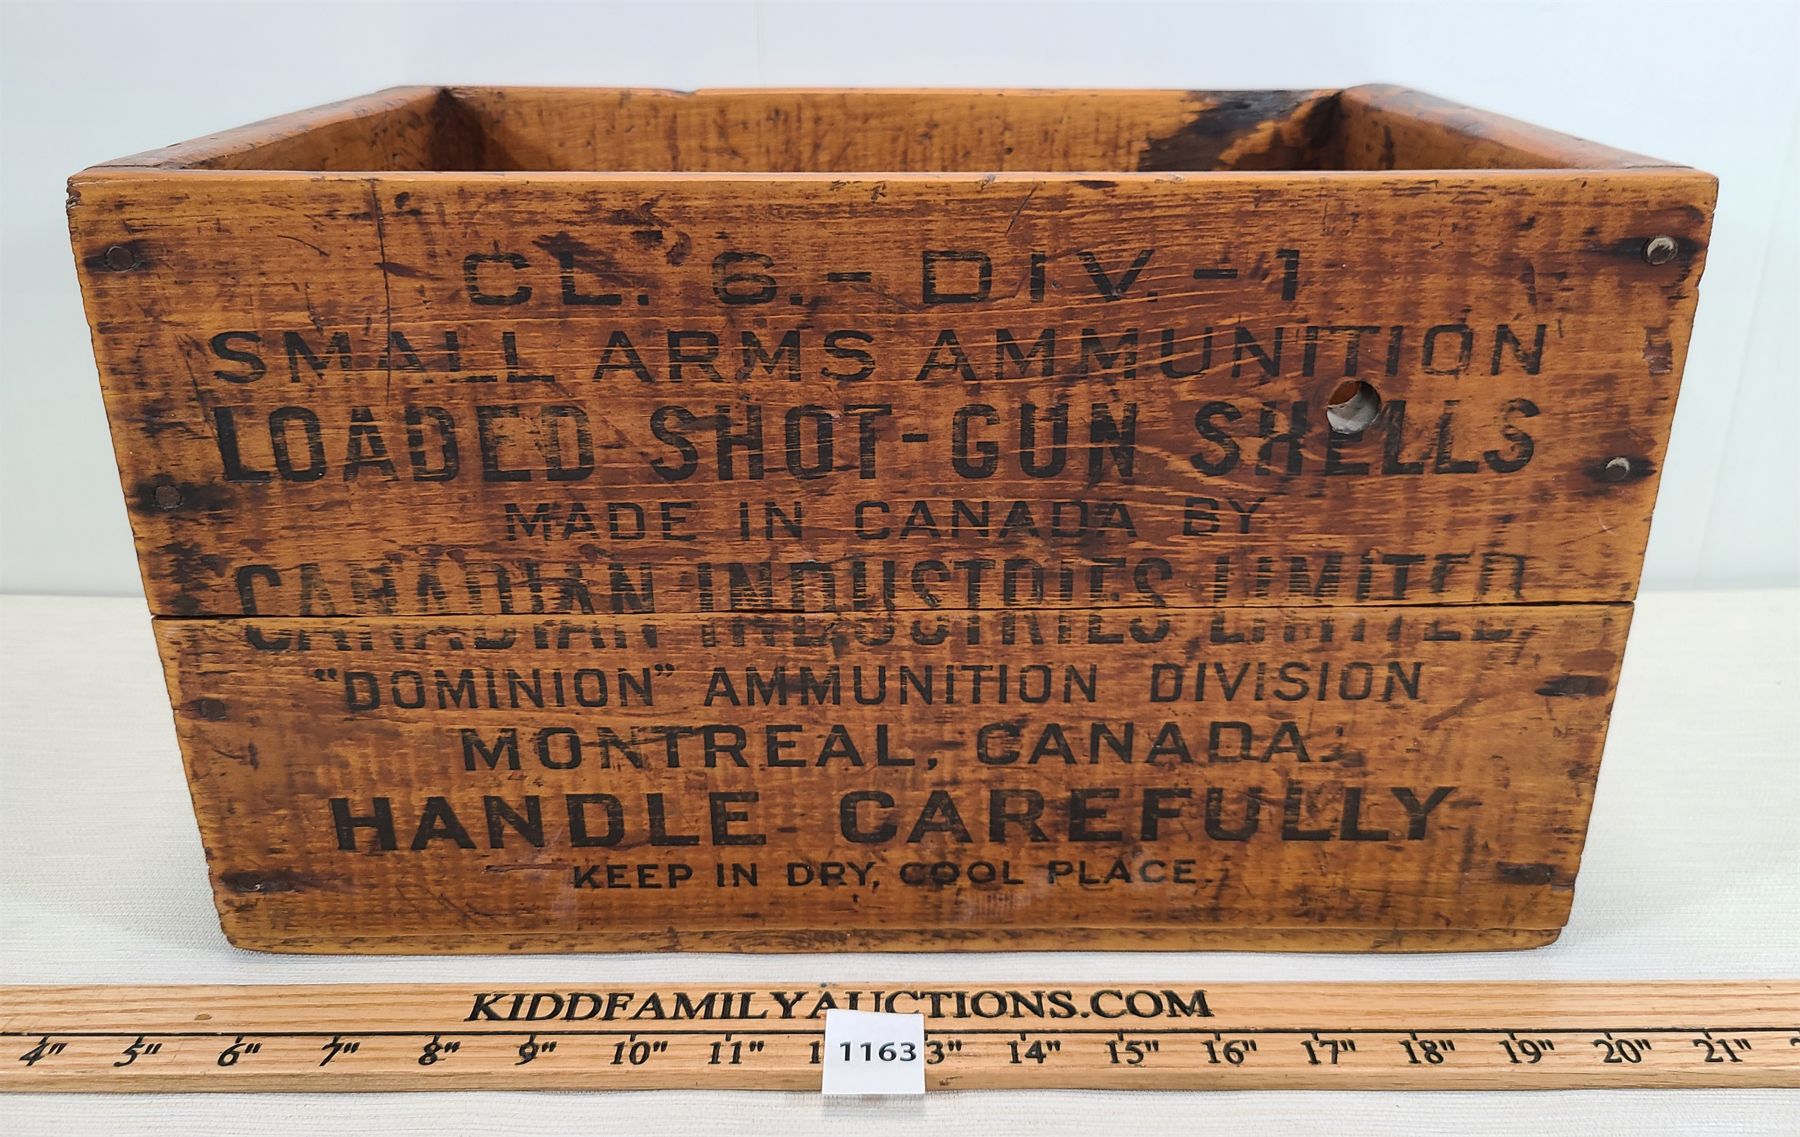 CL. 6. - DIV. - 1
SMALL ARMS AMMUNITION
LOADED SHOT-GUN SHELLS
MADE IN CANADA BY
CANADIAN INDUSTRIES LIMITED,
"DOMINION" AMMUNITION DIVISION
MONTREAL, CANADA.
HANDLE CAREFULLY
KEEP IN DRY, COOL PLACE.
KIDDFAMILYAUCTIONS.COM
4" 5" 6" 7" 8" 9" 10" 11" 1 1163 3" 14" 15" 16" 17" 18" 19" 20" 21"